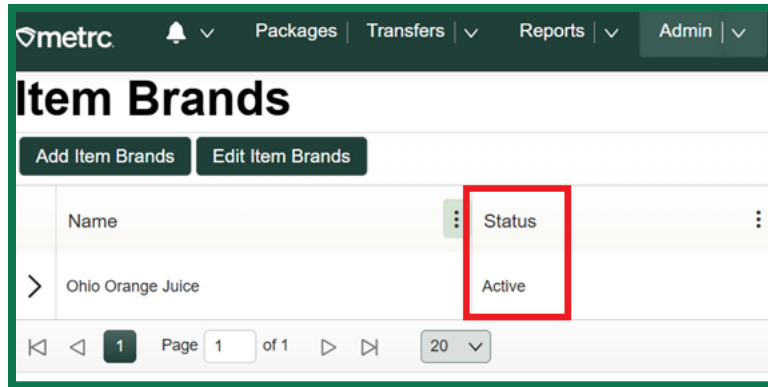 metrc. Packages | Transfers | Reports | Admin |
Item Brands
Add Item Brands Edit Item Brands
Name Status
Ohio Orange Juice Active
1 Page 1 of 1 20